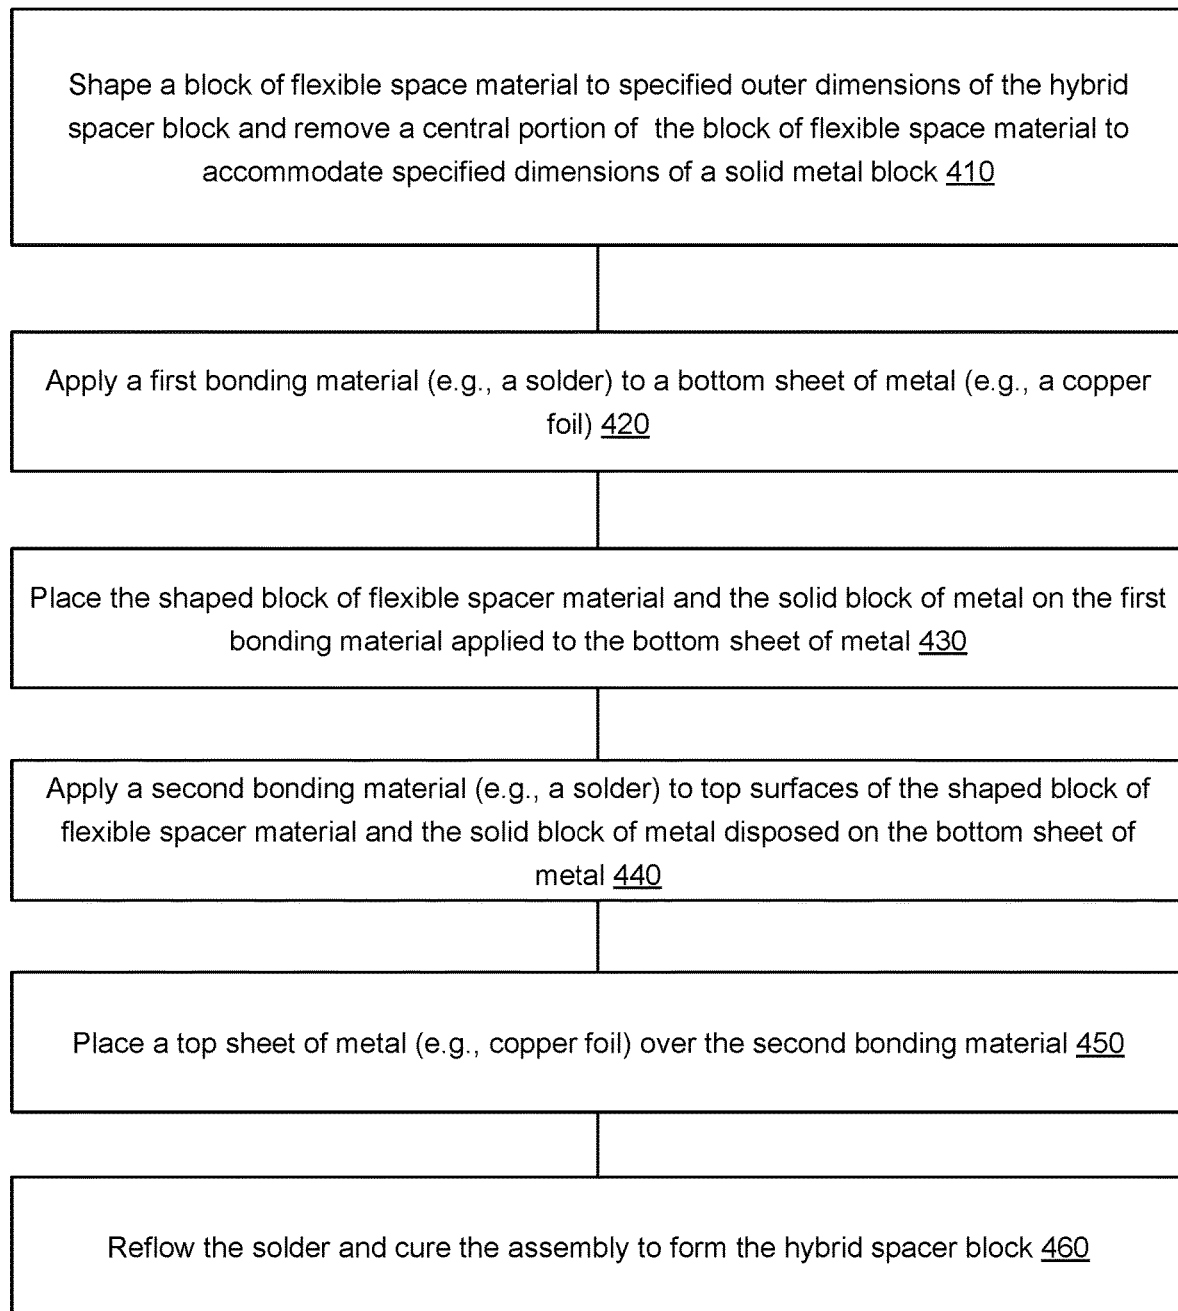 Shape a block of flexible space material to specified outer dimensions of the hybrid
spacer block and remove a central portion of the block of flexible space material to
accommodate specified dimensions of a solid metal block 410
Apply a first bonding material (e.g., a solder) to a bottom sheet of metal (e.g., a copper
foil) 420
Place the shaped block of flexible spacer material and the solid block of metal on the first
bonding material applied to the bottom sheet of metal 430
Apply a second bonding material (e.g., a solder) to top surfaces of the shaped block of
flexible spacer material and the solid block of metal disposed on the bottom sheet of
metal 440
Place a top sheet of metal (e.g., copper foil) over the second bonding material 450
Reflow the solder and cure the assembly to form the hybrid spacer block 460